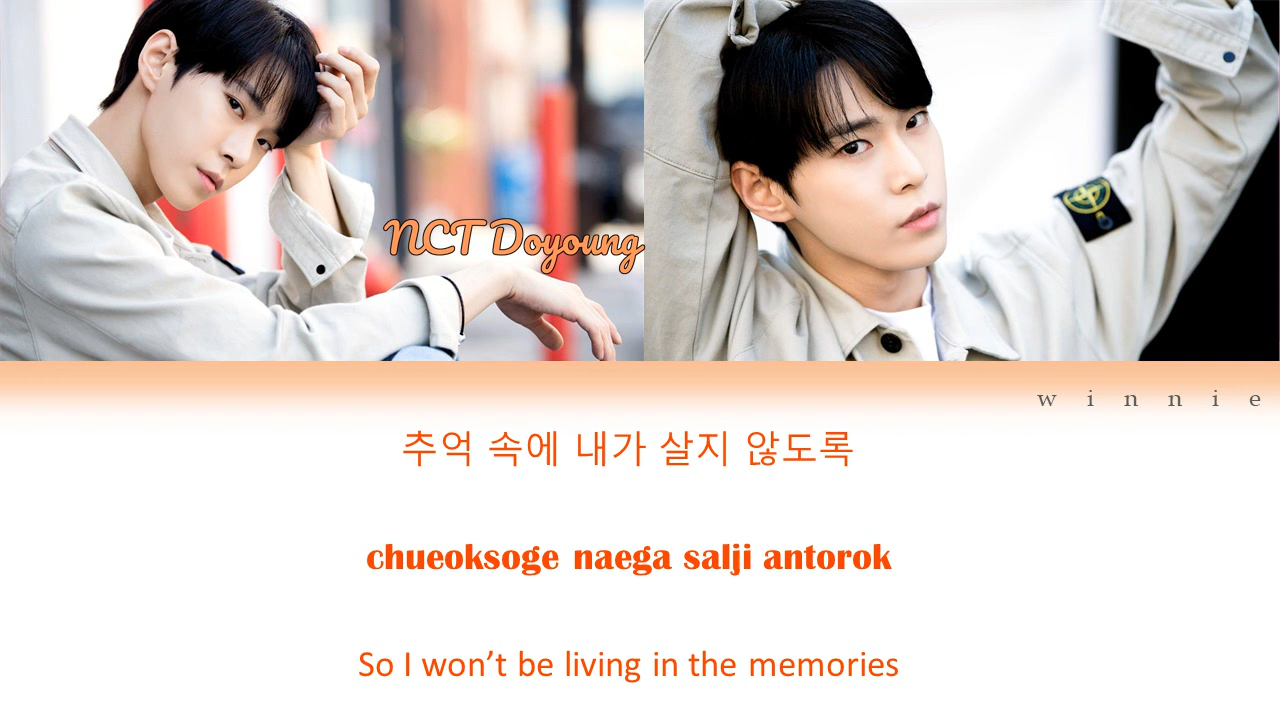 NCT Doyoung
winnie
추억 속에 내가 살지 않도록
chueoksoge naega salji antorok
So I won’t be living in the memories